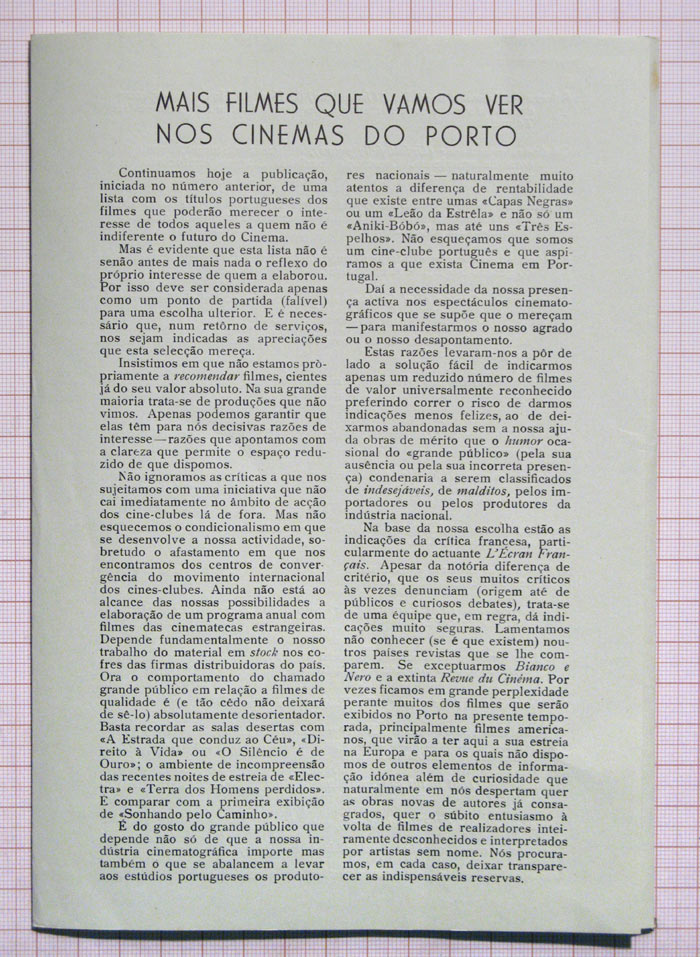 MAIS FILMES QUE VAMOS VER
NOS CINEMAS DO PORTO
Continuamos hoje a publicação,
iniciada no número anterior, de uma
lista com os títulos portugueses dos
filmes que poderão merecer o inte-
resse de todos aqueles a quem não é
indiferente o futuro do Cinema.
Mas é evidente que esta lista não é
senão antes de mais nada o reflexo do
próprio interesse de quem a elaborou.
Por isso deve ser considerada apenas
como um ponto de partida (falível)
para uma escolha ulterior. E é neces-
sário que, num retôrno de serviços,
nos sejam indicadas as apreciações
que esta selecção mereça.
Insistimos em que não estamos prò-
priamente a recomendar filmes, cientes
já do seu valor absoluto. Na sua grande
maioria trata-se de produções que não
vimos. Apenas podemos garantir que
elas têm para nós decisivas razões de
interesse—razões que apontamos com
a clareza que permite o espaço redu-
zido de que dispomos.
Não ignoramos as críticas a que nos
sujeitamos com uma iniciativa que não
cai imediatamente no âmbito de acção
dos cine-clubes lá de fora. Mas não
esquecemos o condicionalismo em que
se desenvolve a nossa actividade, so-
bretudo o afastamento em que nos
encontramos dos centros de conver-
gência do movimento internacional
dos cines-clubes. Ainda não está ao
alcance das nossas possibilidades a
elaboração de um programa anual com
filmes das cinematecas estrangeiras.
Depende fundamentalmente o nosso
trabalho do material em stock nos co-
fres das firmas distribuidoras do país.
Ora o comportamento do chamado
grande público em relação a filmes de
qualidade é (e tão cêdo não deixará
de sê-lo) absolutamente desorientador.
Basta recordar as salas desertas com
«A Estrada que conduz ao Céu», «Di-
reito à Vida» ou «O Silêncio é de
Ouro»; o ambiente de incompreensão
das recentes noites de estreia de «Elec-
tra» e «Terra dos Homens perdidos».
E comparar com a primeira exibição
de «Sonhando pelo Caminho».
É do gosto do grande público que
depende não só de que a nossa in-
dústria cinematográfica importe mas
também o que se abalancem a levar
aos estúdios portugueses os produto-
res nacionais — naturalmente muito
atentos a diferença de rentabilidade
que existe entre umas «Capas Negras»
ou um «Leão da Estrêla» e não só um
«Aniki-Bóbó», mas até uns «Três Es-
pelhos». Não esqueçamos que somos
um cine-clube português e que aspi-
ramos a que exista Cinema em Por-
tugal.
Daí a necessidade da nossa presen-
ça activa nos espectáculos cinemato-
gráficos que se supõe que o mereçam
—para manifestarmos o nosso agrado
ou o nosso desapontamento.
Estas razões levaram-nos a pôr de
lado a solução fácil de indicarmos
apenas um reduzido número de filmes
de valor universalmente reconhecido
preferindo correr o risco de darmos
indicações menos felizes, ao de dei-
xarmos abandonadas sem a nossa aju-
da obras de mérito que o humor oca-
sional do «grande público» (pela sua
ausência ou pela sua incorreta presen-
ça) condenaria a serem classificados
de indesejáveis, de malditos, pelos im-
portadores ou pelos produtores da
indústria nacional.
Na base da nossa escolha estão as
indicações da crítica francesa, parti-
cularmente do actuante L'Écran Fran-
çais. Apesar da notória diferença de
critério, que os seus muitos críticos
às vezes denunciam (origem até de
públicos e curiosos debates), trata-se
de uma équipe que, em regra, dá indi-
cações muito seguras. Lamentamos
não conhecer (se é que existem) nou-
tros países revistas que se lhe com-
parem. Se exceptuarmos Bianco e
Nero e a extinta Revue du Cinéma. Por
vezes ficamos em grande perplexidade
perante muitos dos filmes que serão
exibidos no Porto na presente tempo-
rada, principalmente filmes america-
nos, que virão a ter aqui a sua estreia
na Europa e para os quais não dispo-
mos de outros elementos de informa-
ção idónea além de curiosidade que
naturalmente em nós despertam quer
as obras novas de autores já consa-
grados, quer o súbito entusiasmo à
volta de filmes de realizadores intei-
ramente desconhecidos e interpretados
por artistas sem nome. Nós procura-
mos, em cada caso, deixar transpare-
cer as indispensáveis reservas.